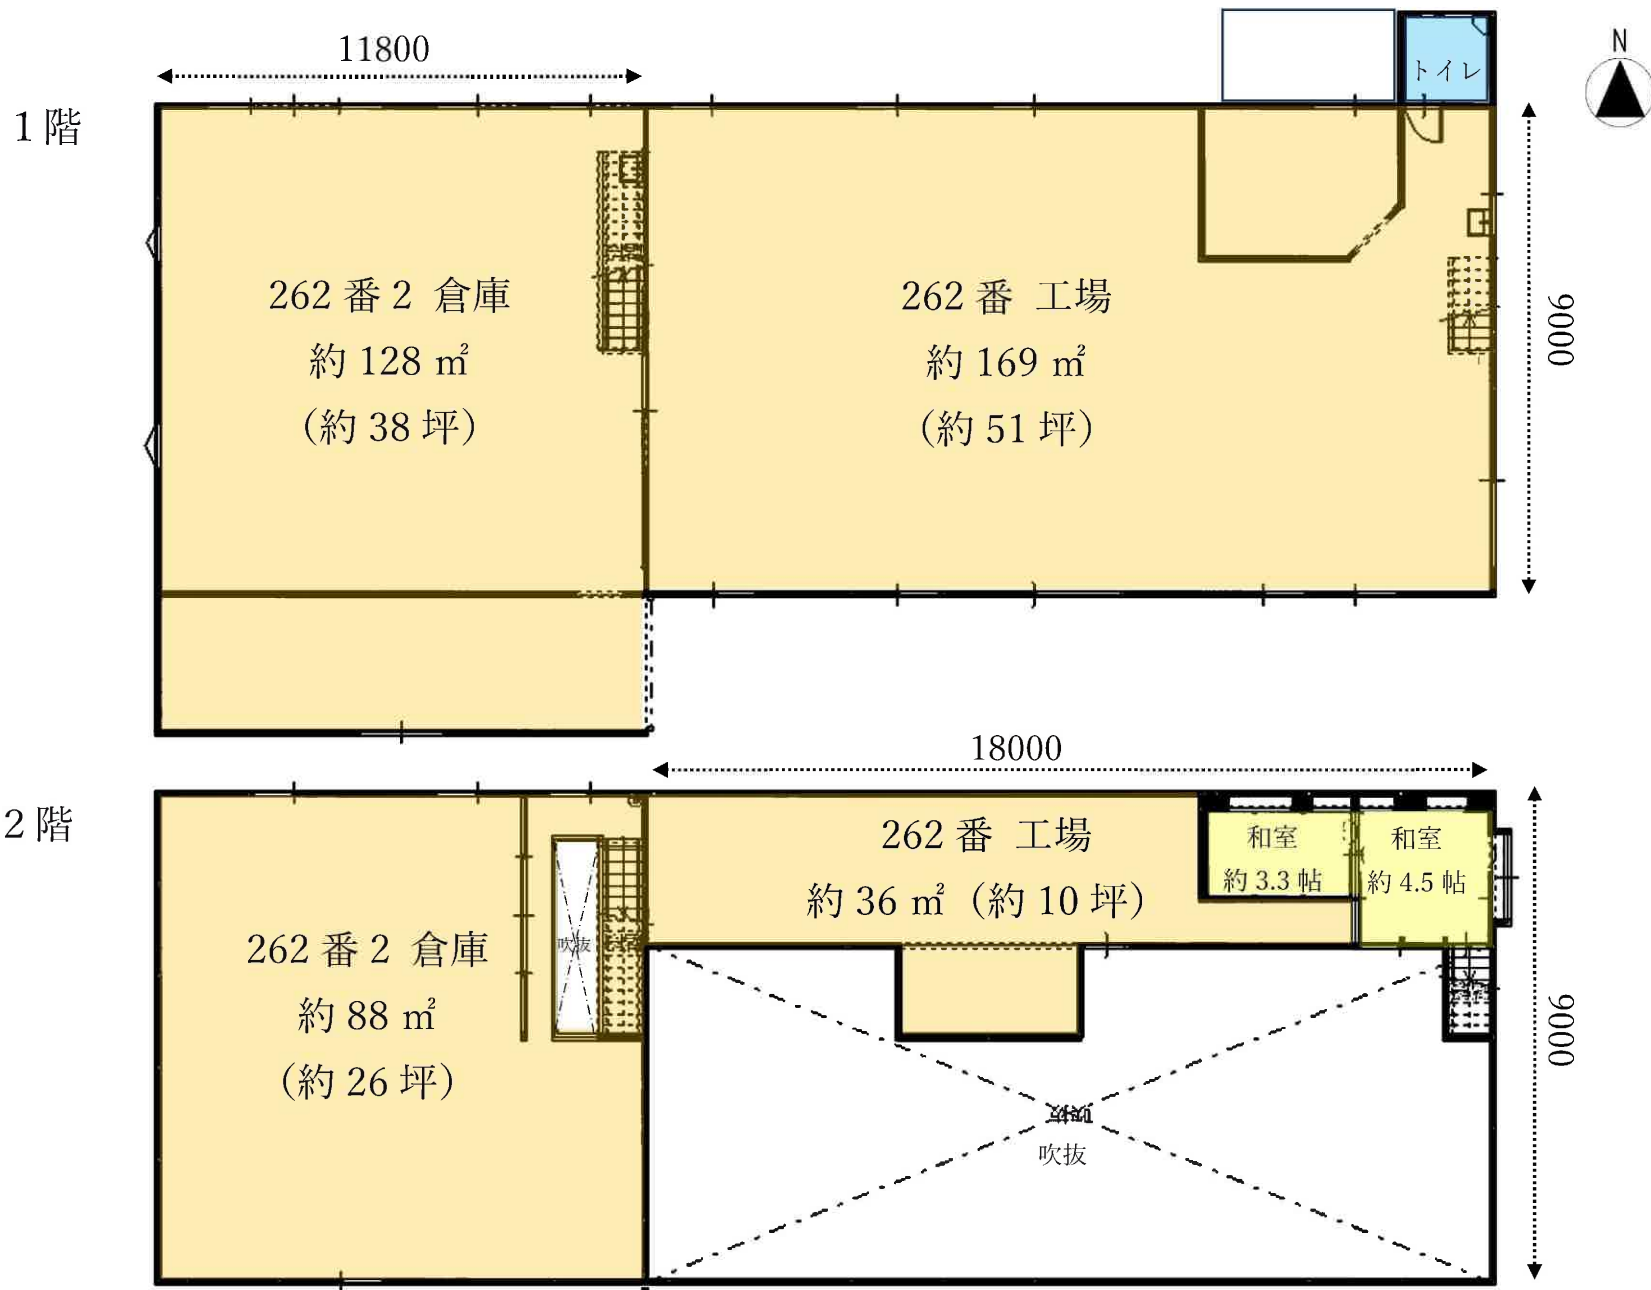 11800
N
トイレ
1階
262番2 倉庫
約128㎡
(約38坪)
262番 工場
約169㎡
(約51坪)
9000
18000
2階
262番 工場
約36㎡(約10坪)
和室
約3.3帖
和室
約4.5帖
吹抜
262番2 倉庫
約88㎡
(約26坪)
9000
吹抜